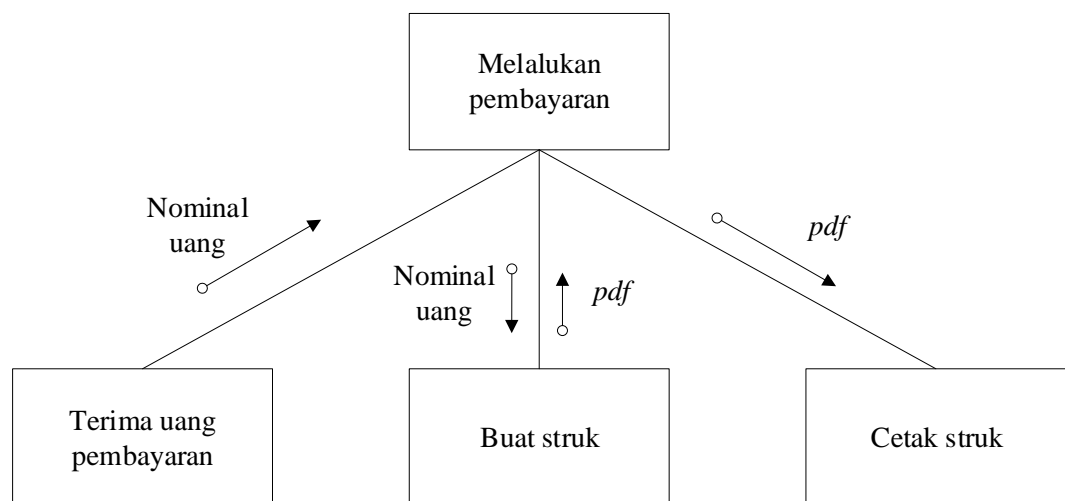 Melalukan
pembayaran
Nominal
uang
pdf
Nominal
uang
pdf
Terima uang
pembayaran
Buat struk
Cetak struk